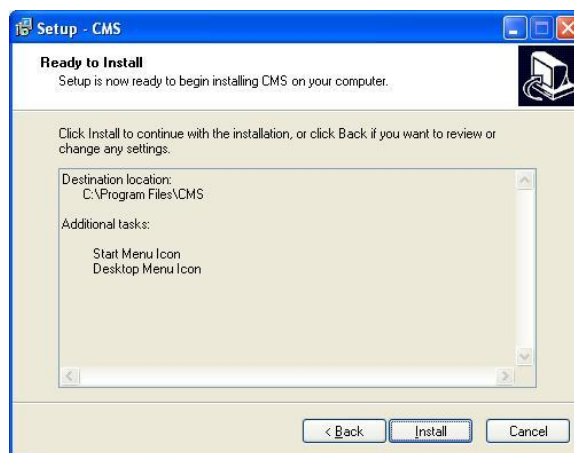 Setup - CMS
Ready to Install
Setup is now ready to begin installing CMS on your computer.
Click Install to continue with the installation, or click Back if you want to review or
change any settings.
Destination location:
C:\Program Files\CMS
Additional tasks:
Start Menu Icon
Desktop Menu Icon
< Back
Install
Cancel